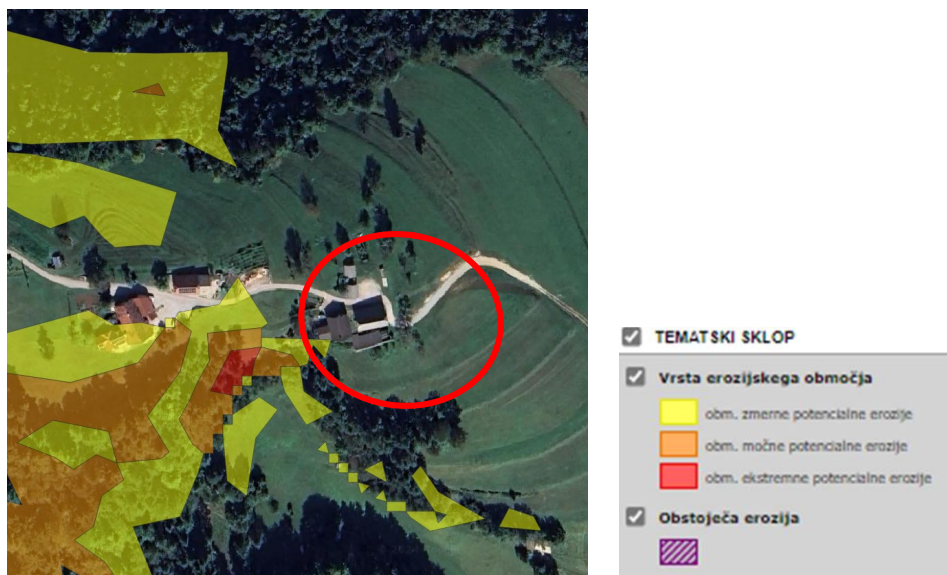 TEMATSKI SKLOP
Vrsta erozijskega območja
obm. zmerne potencialne erozije
obm. močne potencialne erozije
obm. ekstremne potencialne erozije
Obstoječa erozija